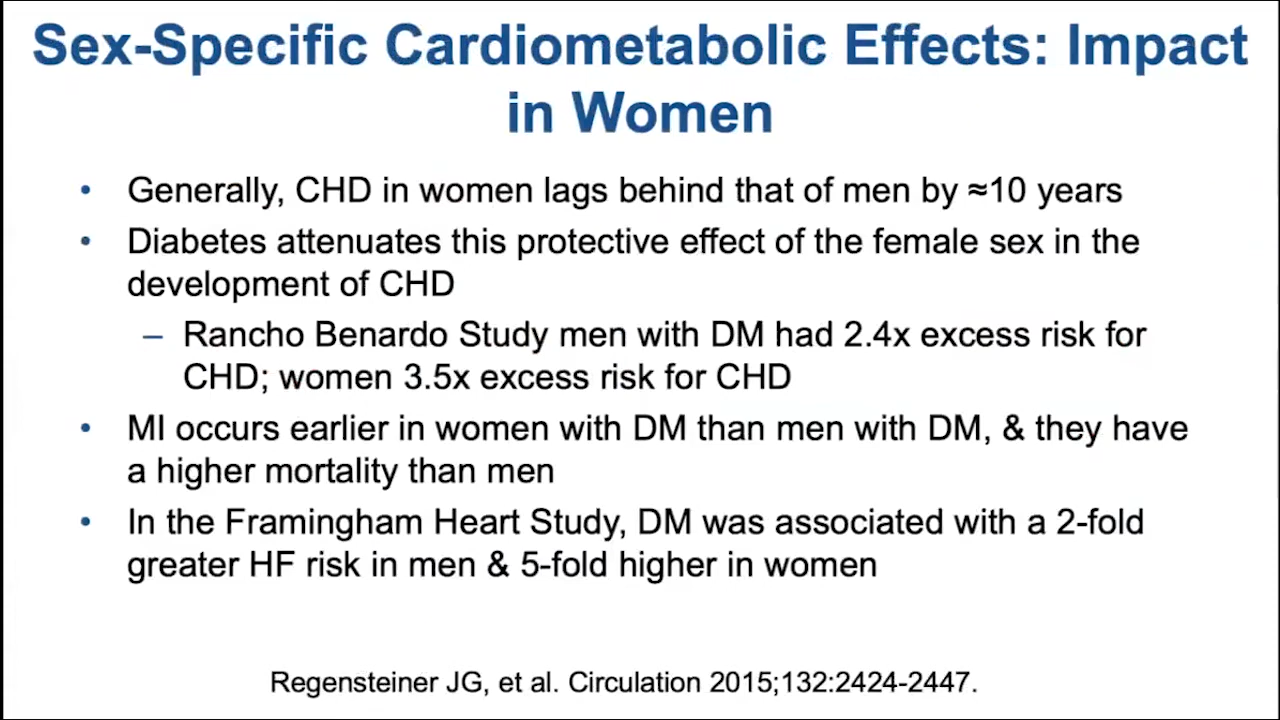 Sex-Specific Cardiometabolic Effects: Impact
in Women
• Generally, CHD in women lags behind that of men by ≈10 years
• Diabetes attenuates this protective effect of the female sex in the
development of CHD
– Rancho Benardo Study men with DM had 2.4x excess risk for
CHD; women 3.5x excess risk for CHD
• MI occurs earlier in women with DM than men with DM, & they have
a higher mortality than men
• In the Framingham Heart Study, DM was associated with a 2-fold
greater HF risk in men & 5-fold higher in women
Regensteiner JG, et al. Circulation 2015;132:2424-2447.